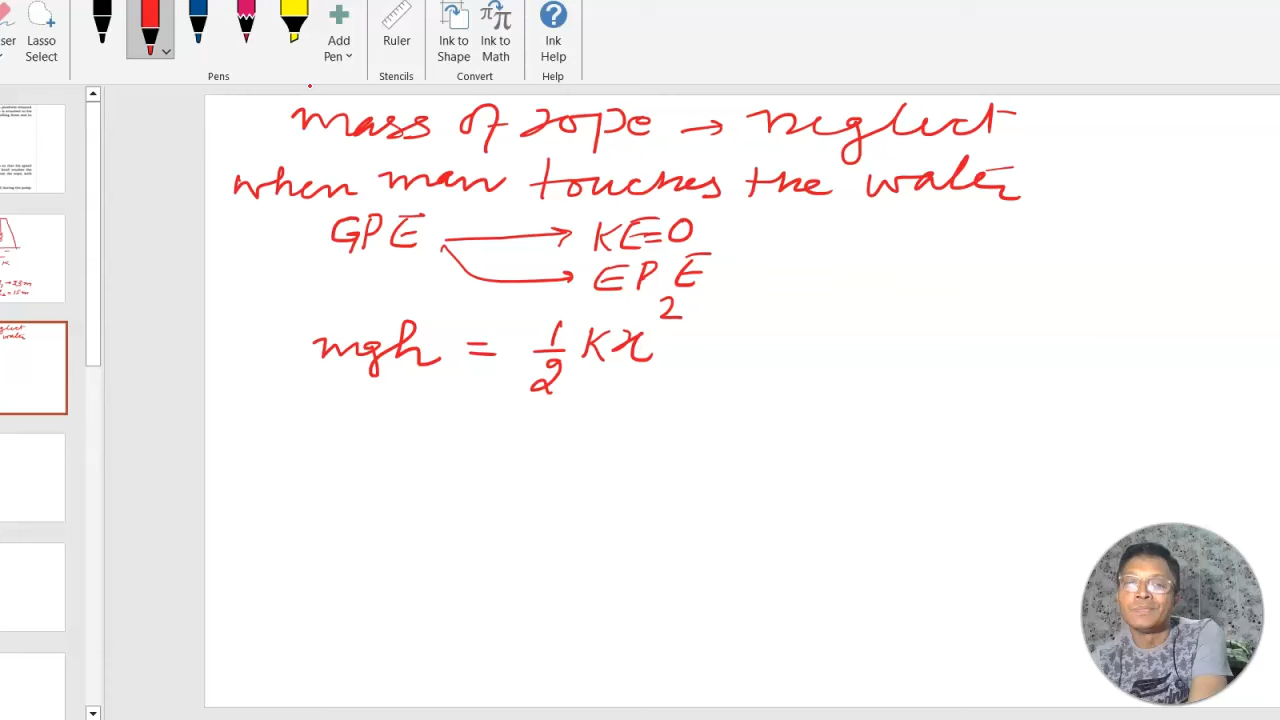 ser
Lasso Select
Add Pen
Ruler
Ink to Shape
Ink to Math
Ink Help
Pens
Stencils
Convert
Help
mass of rope → neglect
when man touches the water
GPE → KE=0
→ EPE
mgh = 1/2 Kx²